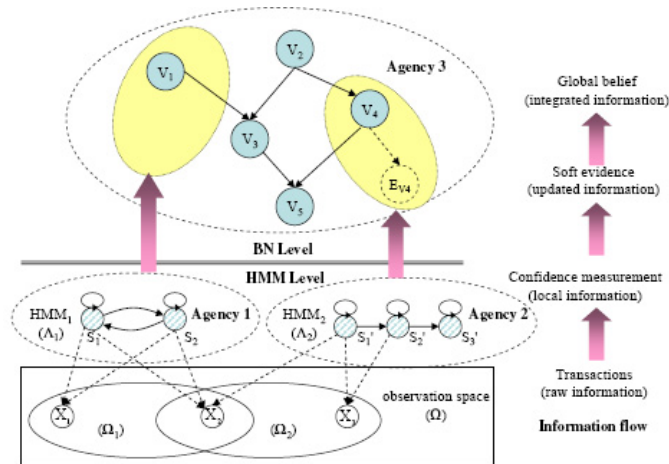 V1
V2
Agency 3
V3
V4
EV4
V5
BN Level
HMM Level
HMM1
(Λ1)
Agency 1
S1
S2
HMM2
(Λ2)
Agency 2
S1'
S2'
S3'
X1
(Ω1)
X2
(Ω2)
X3
observation space
(Ω)
Global belief
(integrated information)
Soft evidence
(updated information)
Confidence measurement
(local information)
Transactions
(raw information)
Information flow